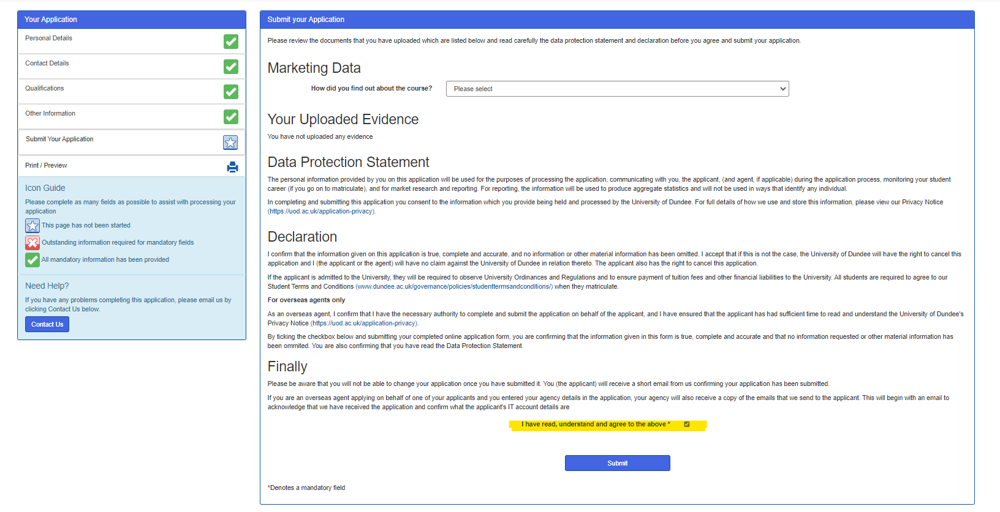 Your Application
Personal Details
Contact Details
Qualifications
Other Information
Submit Your Application
Print / Preview
Icon Guide
Please complete as many fields as possible to assist with processing your
application
This page has not been started
Outstanding information required for mandatory fields
All mandatory information has been provided
Need Help?
If you have any problems completing this application, please email us by
clicking Contact Us below.
Contact Us
Submit your Application
Please review the documents that you have uploaded which are listed below and read carefully the data protection statement and declaration before you agree and submit your application.
Marketing Data
How did you find out about the course?
Please select
Your Uploaded Evidence
You have not uploaded any evidence
Data Protection Statement
The personal information provided by you on this application will be used for the purposes of processing the application, communicating with you, the applicant, (and agent, if applicable) during the application process, monitoring your student
career (if you go on to matriculate), and for market research and reporting. For reporting, the information will be used to produce aggregate statistics and will not be used in ways that identify any individual.
In completing and submitting this application you consent to the information which you provide being held and processed by the University of Dundee. For full details of how we use and store this information, please view our Privacy Notice
(https://uod.ac.uk/application-privacy).
Declaration
I confirm that the information given on this application is true, complete and accurate, and no information or other material information has been omitted. I accept that if this is not the case, the University of Dundee will have the right to cancel this
application and I (the applicant or the agent) will have no claim against the University of Dundee in relation thereto. The applicant also has the right to cancel this application.
If the applicant is admitted to the University, they will be required to observe University Ordinances and Regulations and to ensure payment of tuition fees and other financial liabilities to the University. All students are required to agree to our
Student Terms and Conditions (www.dundee.ac.uk/governance/policies/studenttermsandconditions/) when they matriculate.
For overseas agents only
As an overseas agent, I confirm that I have the necessary authority to complete and submit the application on behalf of the applicant, and I have ensured that the applicant has had sufficient time to read and understand the University of Dundee's
Privacy Notice (https://uod.ac.uk/application-privacy).
By ticking the checkbox below and submitting your completed online application form, you are confirming that the information given in this form is true, complete and accurate and that no information requested or other material information has
been ommited. You are also confirming that you have read the Data Protection Statement.
Finally
Please be aware that you will not be able to change your application once you have submitted it. You (the applicant) will receive a short email from us confirming your application has been submitted.
If you are an overseas agent applying on behalf of one of your applicants and you entered your agency details in the application, your agency will also receive a copy of the emails that we send to the applicant. This will begin with an email to
acknowledge that we have received the application and confirm what the applicant's IT account details are
I have read, understand and agree to the above *
Submit
*Denotes a mandatory field